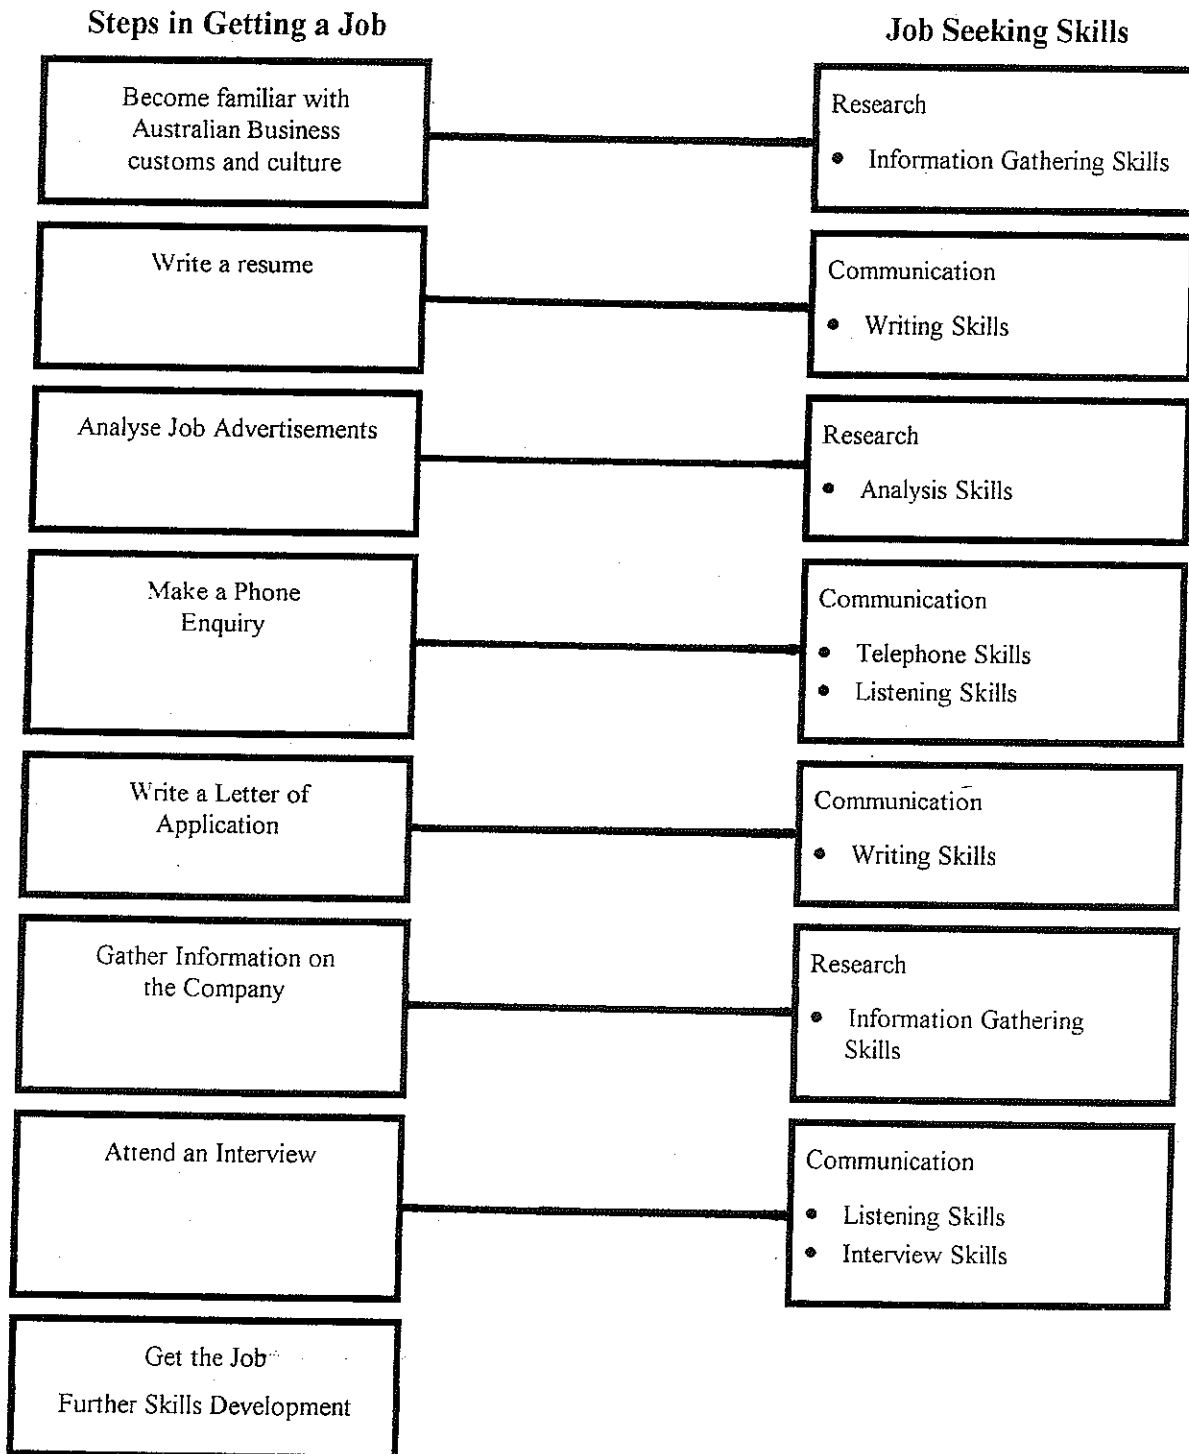 Steps in Getting a Job
Job Seeking Skills
Become familiar with
Australian Business
customs and culture
Research
• Information Gathering Skills
Write a resume
Communication
• Writing Skills
Analyse Job Advertisements
Research
• Analysis Skills
Make a Phone
Enquiry
Communication
• Telephone Skills
• Listening Skills
Write a Letter of
Application
Communication
• Writing Skills
Gather Information on
the Company
Research
• Information Gathering
Skills
Attend an Interview
Communication
• Listening Skills
• Interview Skills
Get the Job
Further Skills Development